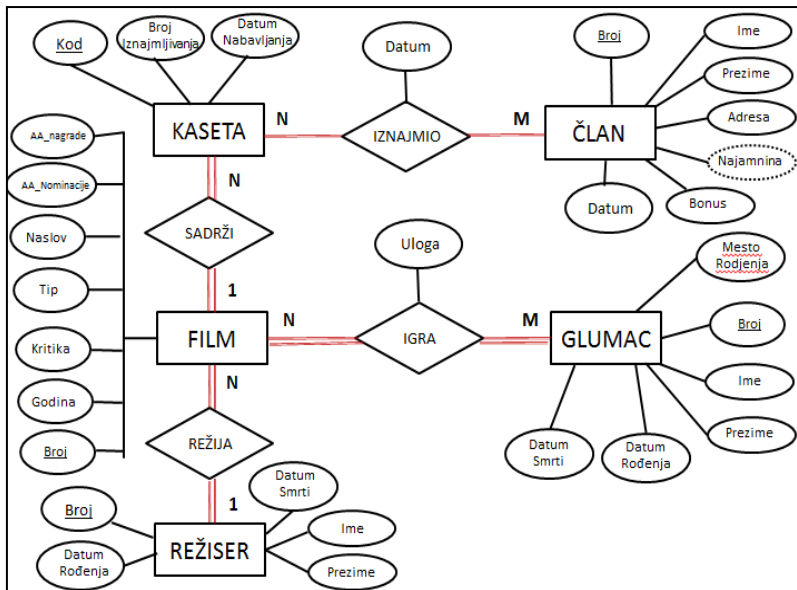 Kod
Broj
Iznajmljivanja
Datum
Nabavljanja
Datum
Broj
Ime
Prezime
Adresa
Najamnina
Bonus
Datum
KASETA
N
IZNAJMIO
M
ČLAN
AA_nagrade
AA_Nominacije
Naslov
Tip
Kritika
Godina
Broj
N
SADRŽI
1
Uloga
FILM
N
IGRA
M
GLUMAC
Mesto
Rodjenja
Broj
Ime
Prezime
Datum
Rođenja
Datum
Smrti
N
REŽIJA
1
Datum
Smrti
Broj
Datum
Rođenja
REŽISER
Ime
Prezime